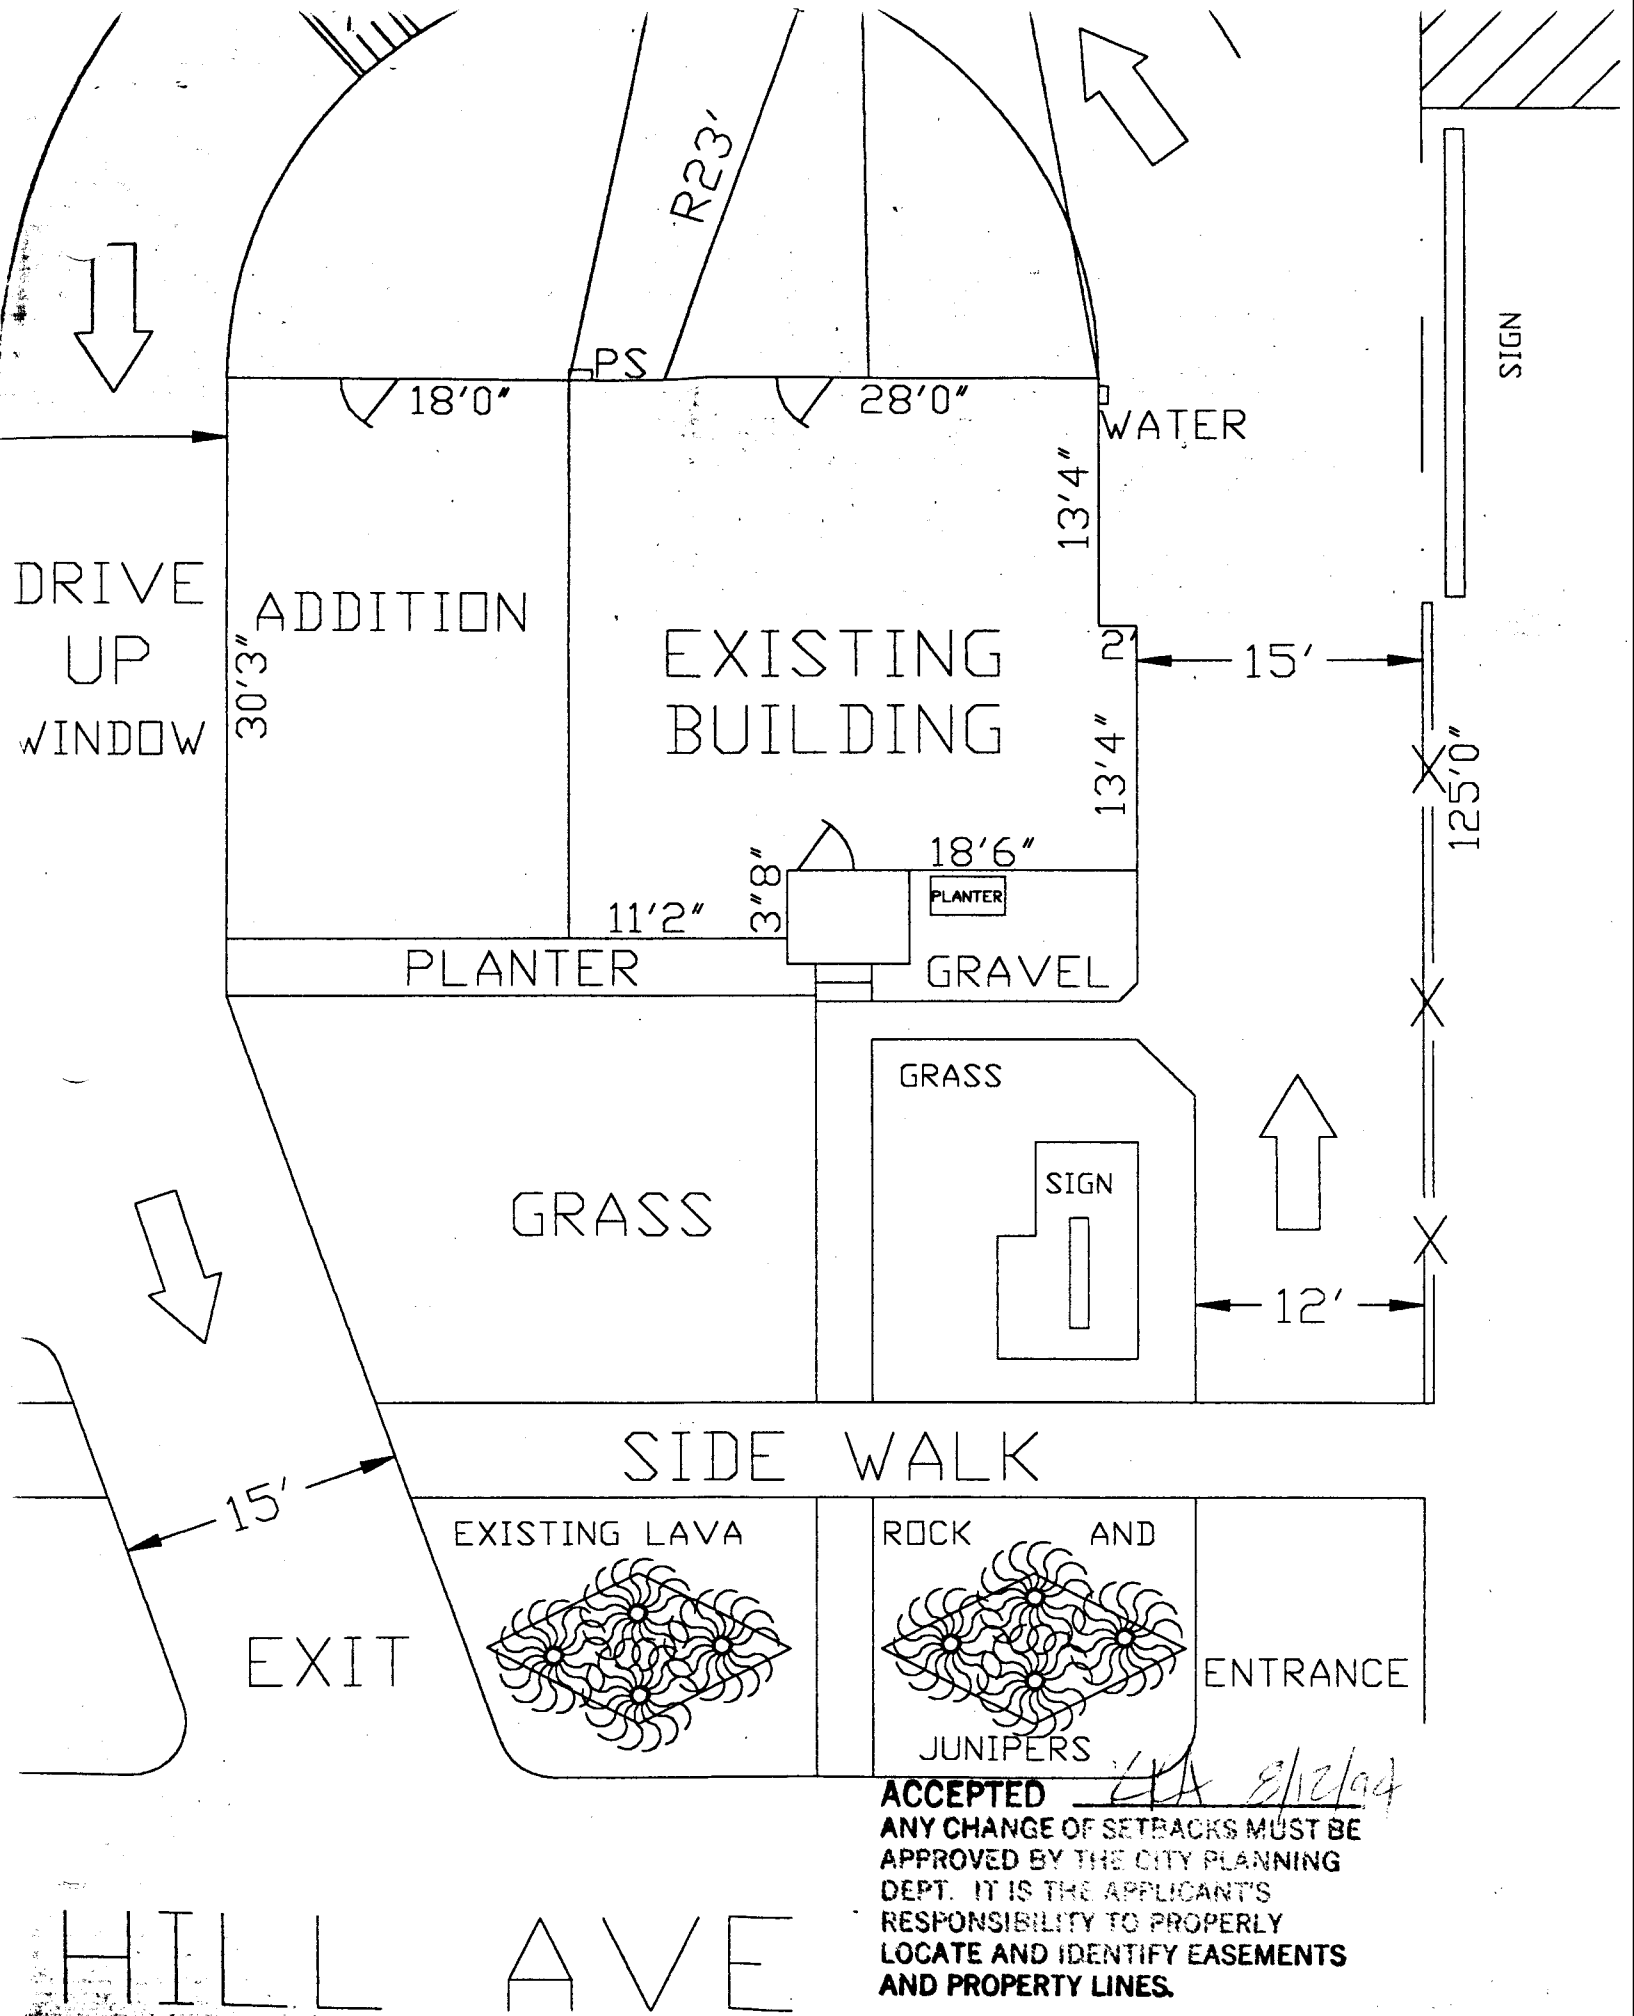 R23'
SIGN
PS
18'0"
28'0"
WATER
13'4"
DRIVE
UP
WINDOW
ADDITION
30'3"
EXISTING
BUILDING
2'
15'
13'4"
125'0"
18'6"
3"8"
PLANTER
11'2"
PLANTER
GRAVEL
GRASS
SIGN
GRASS
12'
SIDE WALK
15'
EXISTING LAVA
ROCK AND
EXIT
ENTRANCE
JUNIPERS
ACCEPTED 8/12/94
ANY CHANGE OF SETBACKS MUST BE
APPROVED BY THE CITY PLANNING
DEPT. IT IS THE APPLICANT'S
RESPONSIBILITY TO PROPERLY
LOCATE AND IDENTIFY EASEMENTS
AND PROPERTY LINES.
HILL AVE